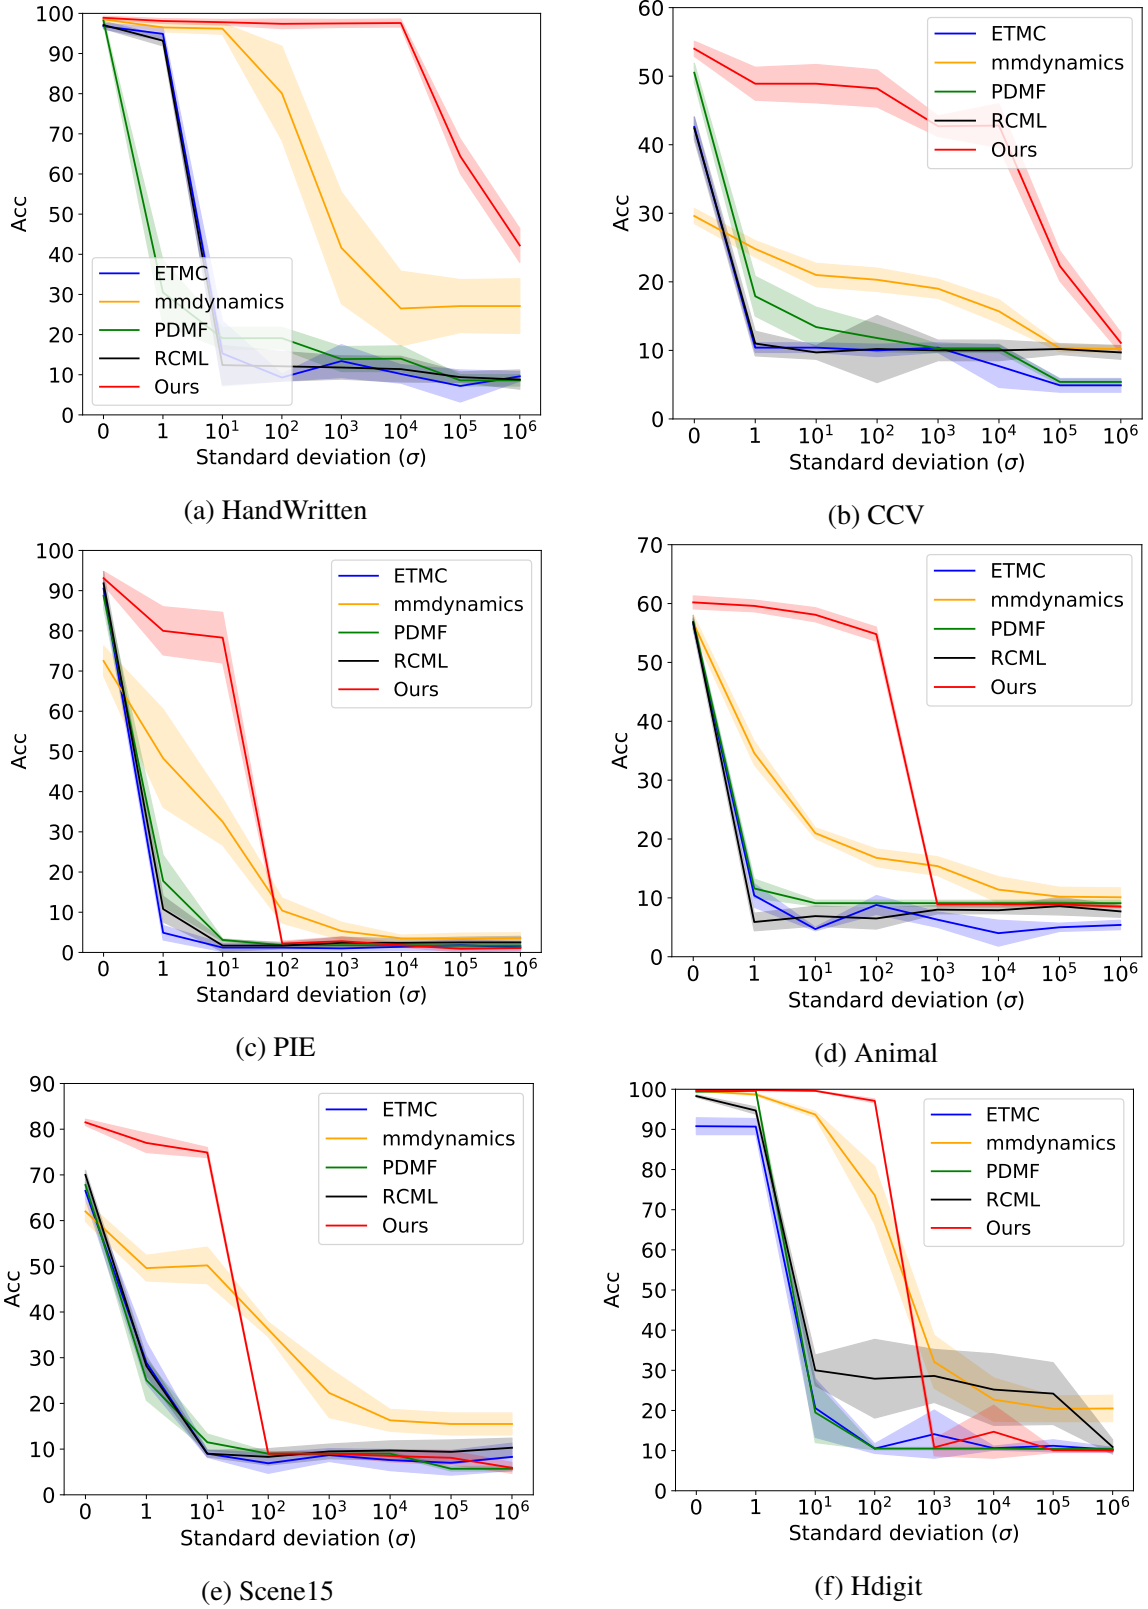 100
90
80
70
60
50
40
30
20
10
0
Acc
ETMC
mmdynamics
PDMF
RCML
Ours
0 1 10¹ 10² 10³ 10⁴ 10⁵ 10⁶
Standard deviation (σ)
(a) HandWritten
60
50
40
30
20
10
0
Acc
ETMC
mmdynamics
PDMF
RCML
Ours
0 1 10¹ 10² 10³ 10⁴ 10⁵ 10⁶
Standard deviation (σ)
(b) CCV
100
90
80
70
60
50
40
30
20
10
0
Acc
ETMC
mmdynamics
PDMF
RCML
Ours
0 1 10¹ 10² 10³ 10⁴ 10⁵ 10⁶
Standard deviation (σ)
(c) PIE
70
60
50
40
30
20
10
0
Acc
ETMC
mmdynamics
PDMF
RCML
Ours
0 1 10¹ 10² 10³ 10⁴ 10⁵ 10⁶
Standard deviation (σ)
(d) Animal
90
80
70
60
50
40
30
20
10
0
Acc
ETMC
mmdynamics
PDMF
RCML
Ours
0 1 10¹ 10² 10³ 10⁴ 10⁵ 10⁶
Standard deviation (σ)
(e) Scene15
100
90
80
70
60
50
40
30
20
10
0
Acc
ETMC
mmdynamics
PDMF
RCML
Ours
0 1 10¹ 10² 10³ 10⁴ 10⁵ 10⁶
Standard deviation (σ)
(f) Hdigit